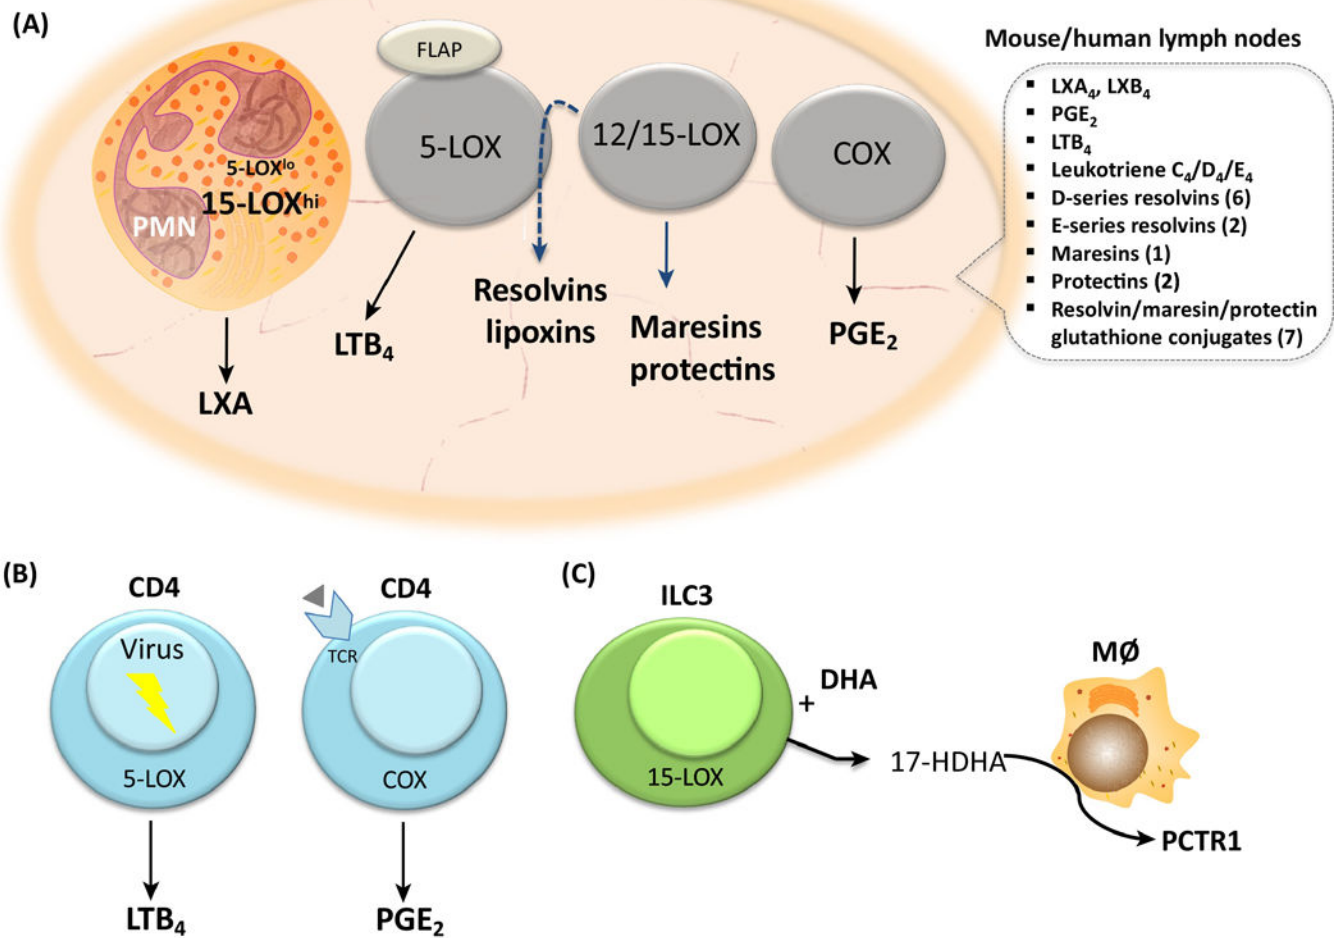 (A)
Mouse/human lymph nodes
▪ LXA₄, LXB₄
▪ PGE₂
▪ LTB₄
▪ Leukotriene C₄/D₄/E₄
▪ D-series resolvins (6)
▪ E-series resolvins (2)
▪ Maresins (1)
▪ Protectins (2)
▪ Resolvin/maresin/protectin
glutathione conjugates (7)
5-LOXˡᵒ
15-LOXʰⁱ
PMN
LXA
FLAP
5-LOX
LTB₄
Resolvins
lipoxins
12/15-LOX
Maresins
protectins
COX
PGE₂
(B)
CD4
Virus
5-LOX
LTB₄
CD4
TCR
COX
PGE₂
(C)
ILC3
15-LOX
+
DHA
17-HDHA
MØ
PCTR1